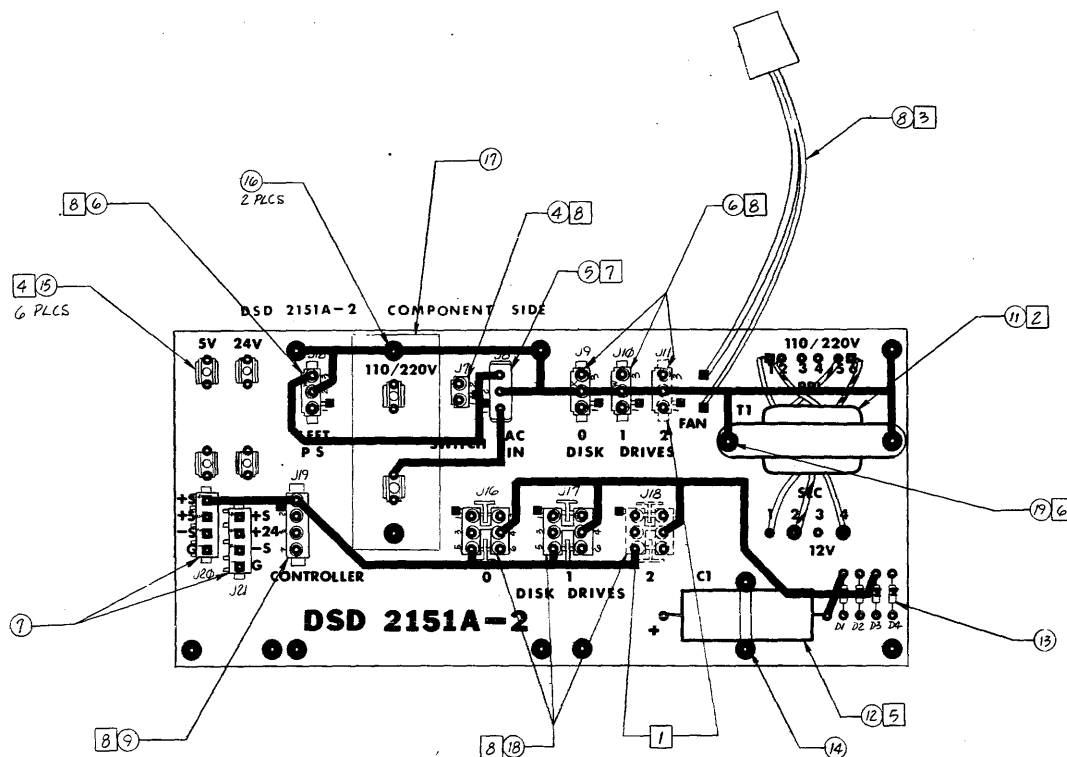 8 3
17
16
2 PLCS
8 6
4 8
6 8
5 7
4 15
6 PLCS
11 2
DSD 2151A-2 COMPONENT SIDE
5V 24V
110/220V
J7
J9 J10 J11
110/220V
1 2 3 4 5 6
PRI
T1
FAN
LEFT
P S
SWITCH
AC
IN
0 1 2
DISK DRIVES
19 6
J19
J16 J17 J18
SEC
1 2 3 4
12V
+S
+24
-S
G
J20
J21
CONTROLLER
0 1 2
DISK DRIVES
C1
+
D1 D2 D3 D4
DSD 2151A-2
7
13
12 5
8 9
8 18
1
14